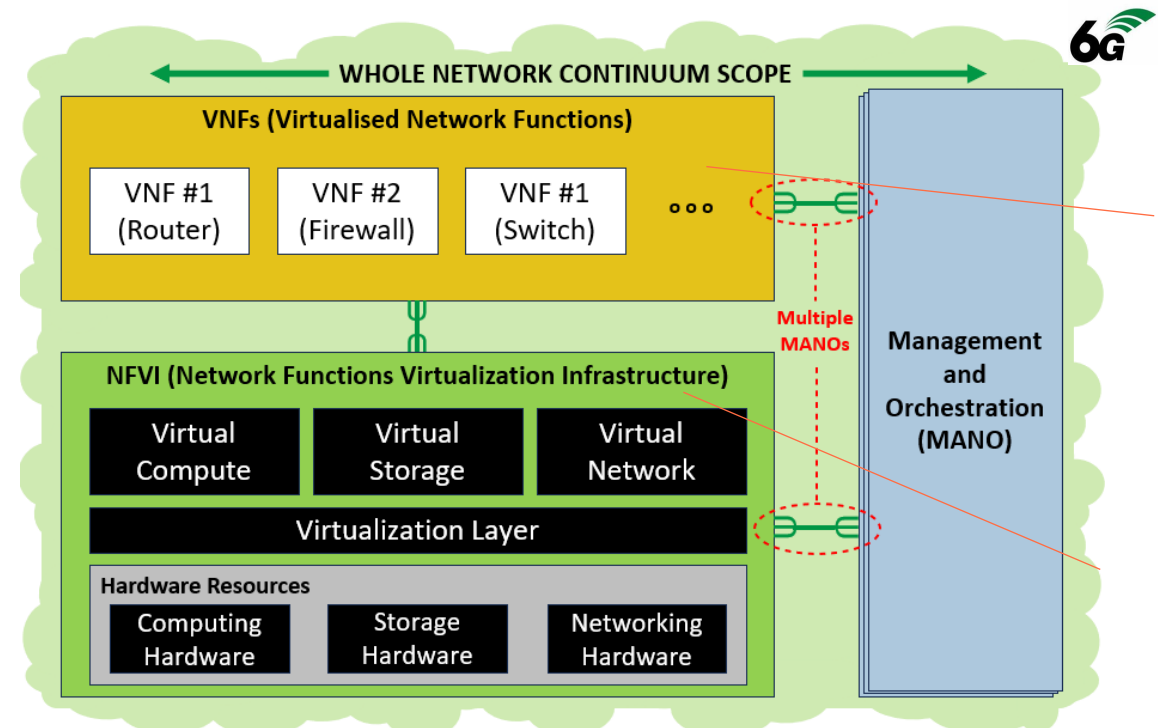 6G
WHOLE NETWORK CONTINUUM SCOPE
VNFs (Virtualised Network Functions)
VNF #1
(Router)
VNF #2
(Firewall)
VNF #1
(Switch)
Multiple
MANOs
NFVI (Network Functions Virtualization Infrastructure)
Virtual
Compute
Virtual
Storage
Virtual
Network
Virtualization Layer
Hardware Resources
Computing
Hardware
Storage
Hardware
Networking
Hardware
Management
and
Orchestration
(MANO)